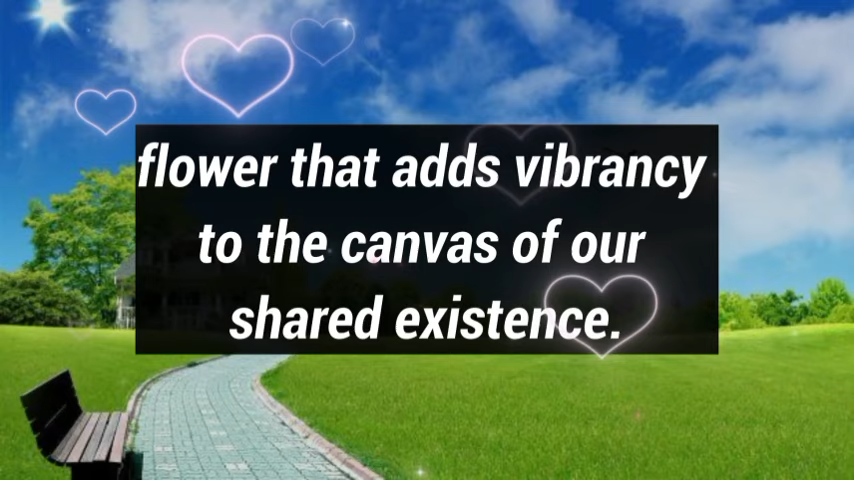 flower that adds vibrancy
to the canvas of our
shared existence.